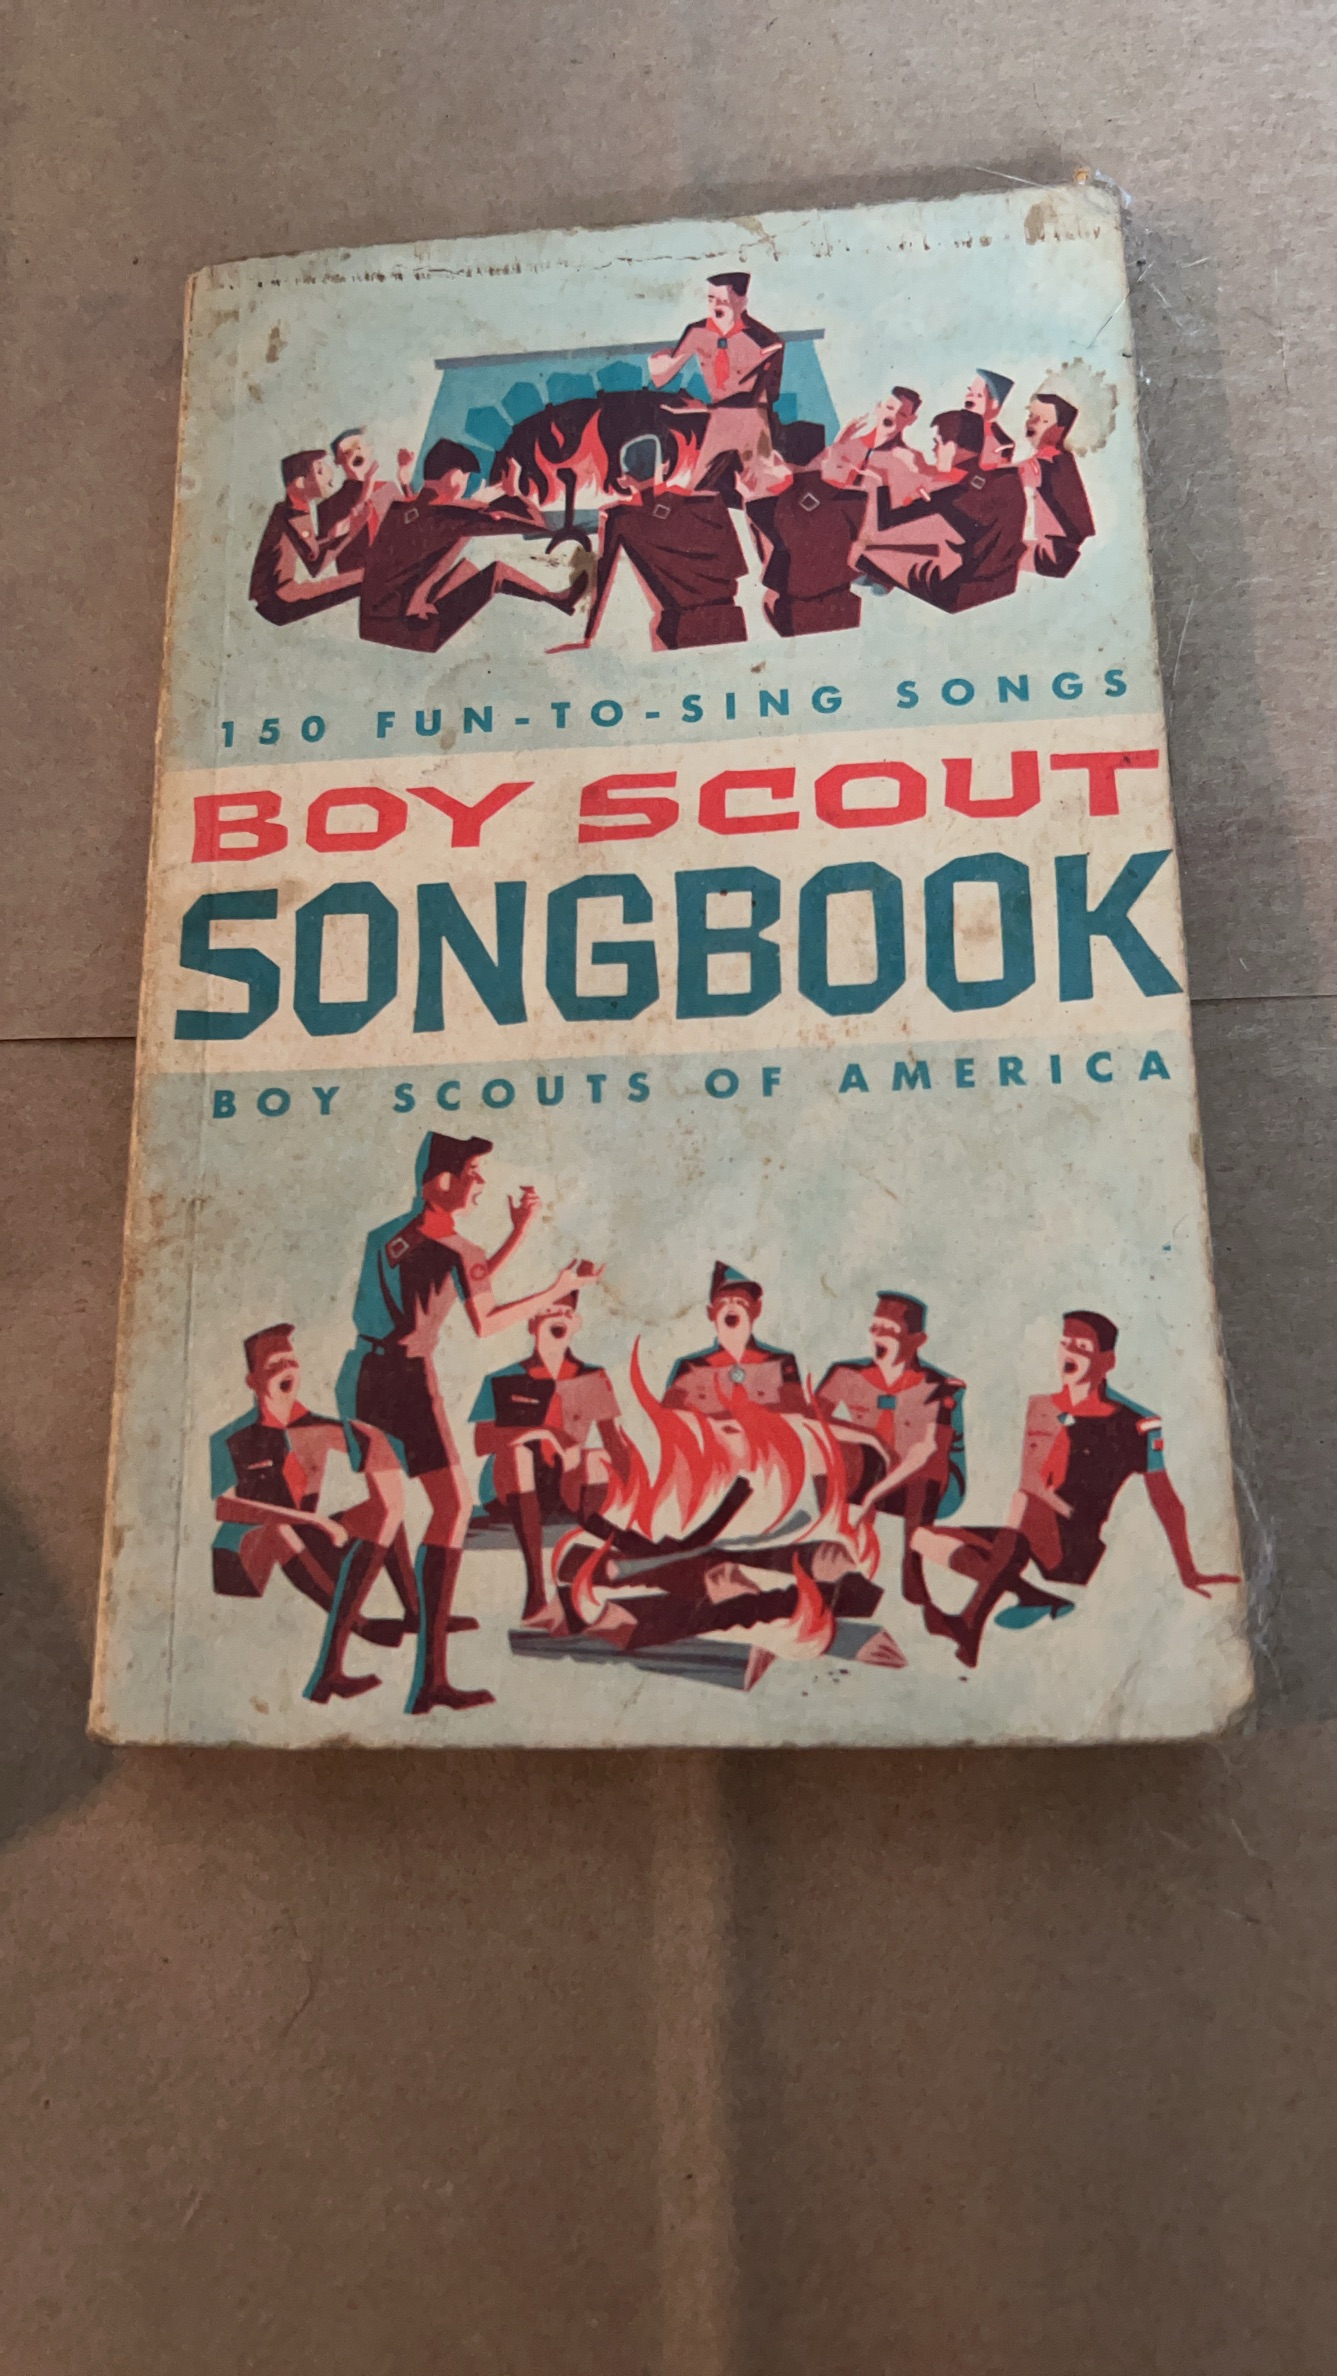 150 FUN-TO-SING SONGS
BOY SCOUT
SONGBOOK
BOY SCOUTS OF AMERICA